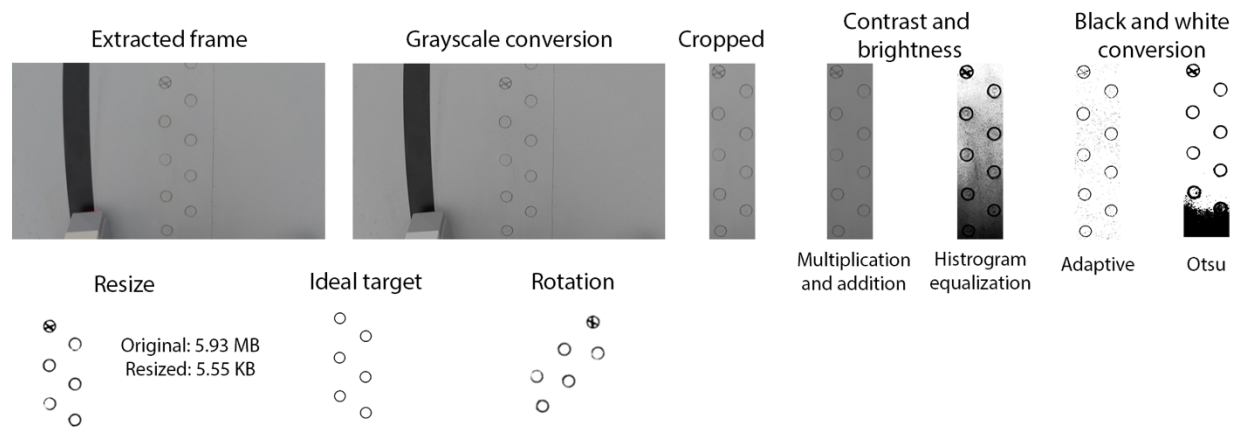 Extracted frame
Grayscale conversion
Cropped
Contrast and
brightness
Black and white
conversion
Multiplication
and addition
Histrogram
equalization
Adaptive
Otsu
Resize
Original: 5.93 MB
Resized: 5.55 KB
Ideal target
Rotation